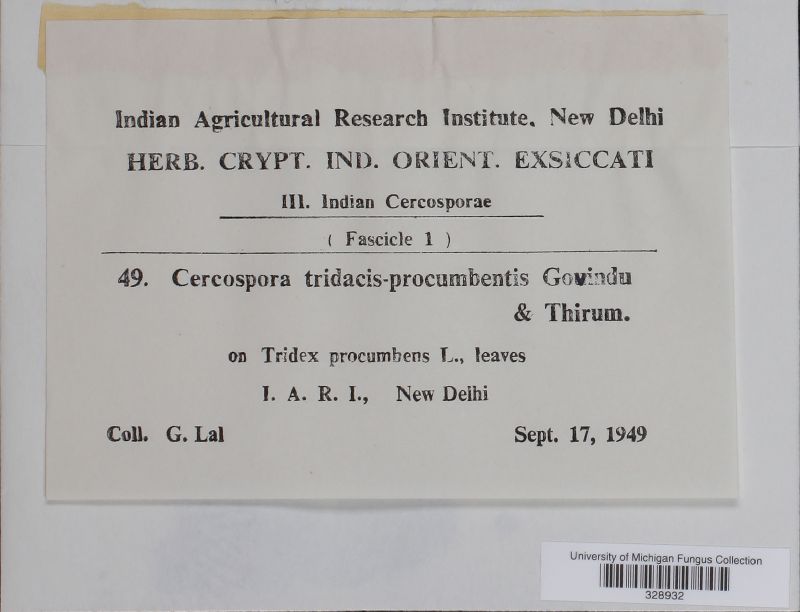 Indian Agricultural Research Institute. New Delhi
HERB. CRYPT. IND. ORIENT. EXSICCATI
III. Indian Cercosporae
( Fascicle 1 )
49. Cercospora tridacis-procumbentis Govindu
& Thirum.
on Tridex procumbens L., leaves
I. A. R. I., New Delhi
Coll. G. Lal Sept. 17, 1949
University of Michigan Fungus Collection
328932